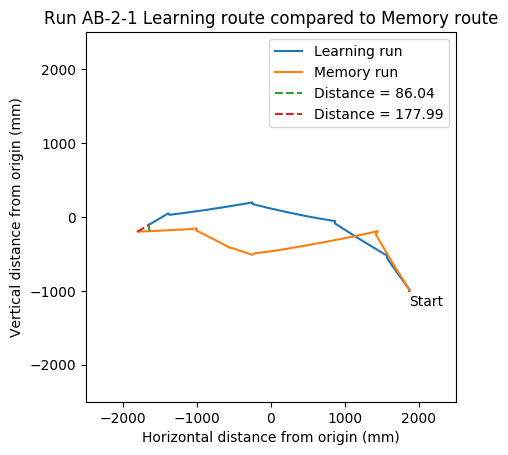 Run AB-2-1 Learning route compared to Memory route
Learning run
Memory run
Distance = 86.04
Distance = 177.99
Vertical distance from origin (mm)
2000
1000
0
−1000
−2000
Start
−2000 −1000 0 1000 2000
Horizontal distance from origin (mm)